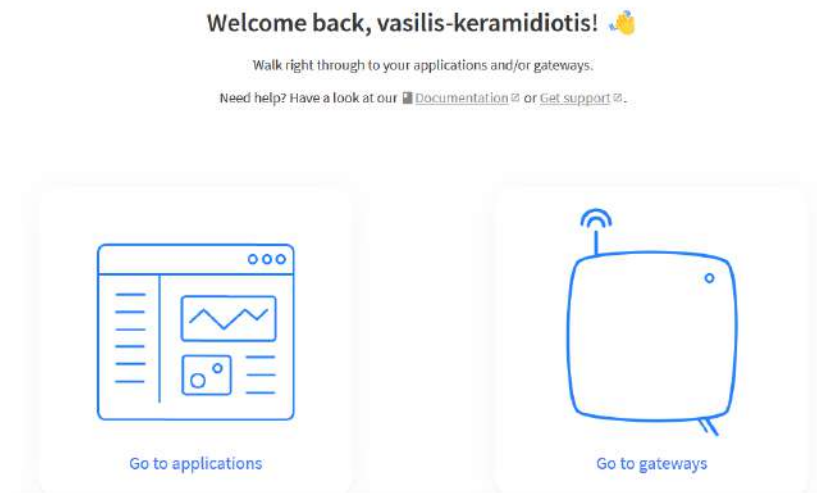 Welcome back, vasilis-keramidiotis! 👋
Walk right through to your applications and/or gateways.
Need help? Have a look at our Documentation or Get support.
Go to applications
Go to gateways